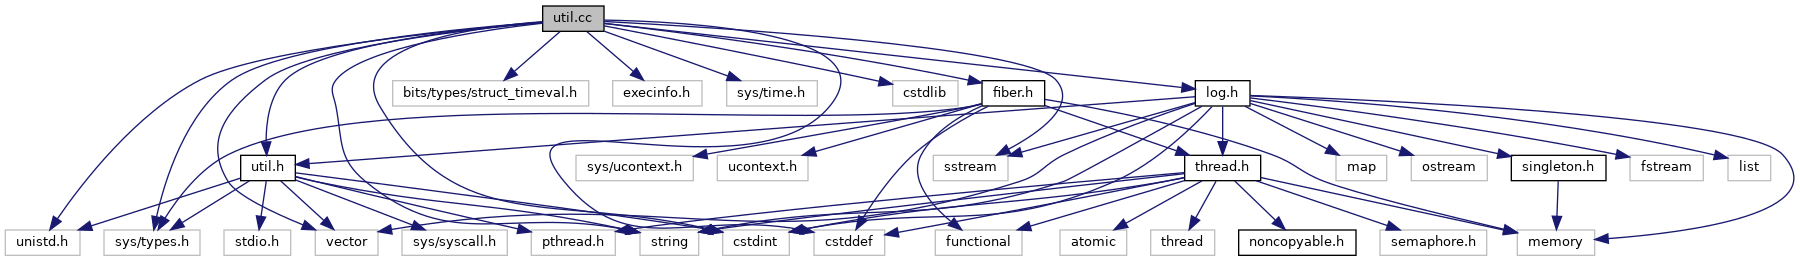 util.cc
bits/types/struct_timeval.h
execinfo.h
sys/time.h
cstdlib
fiber.h
log.h
util.h
sys/ucontext.h
ucontext.h
sstream
thread.h
map
ostream
singleton.h
fstream
list
unistd.h
sys/types.h
stdio.h
vector
sys/syscall.h
pthread.h
string
cstdint
cstddef
functional
atomic
thread
noncopyable.h
semaphore.h
memory